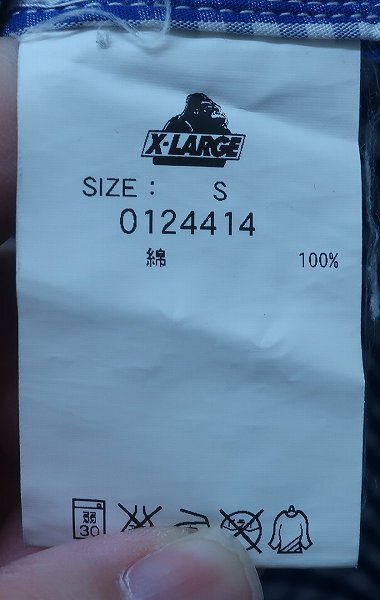 X-LARGE
SIZE : S
0124414
綿 100%
弱
30